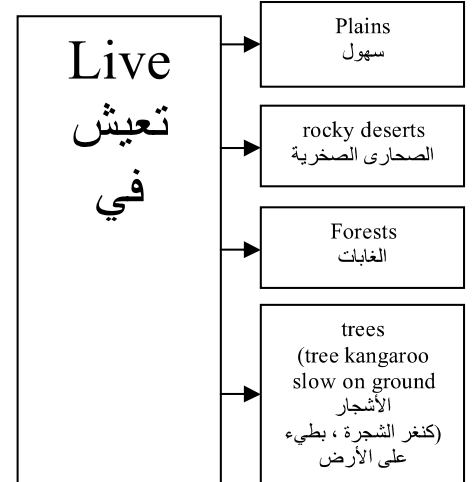 Live
تعيش
في
Plains
سهول
rocky deserts
الصحارى الصخرية
Forests
الغابات
trees
(tree kangaroo
slow on ground
الأشجار
(كنغر الشجرة ، بطيء
على الأرض